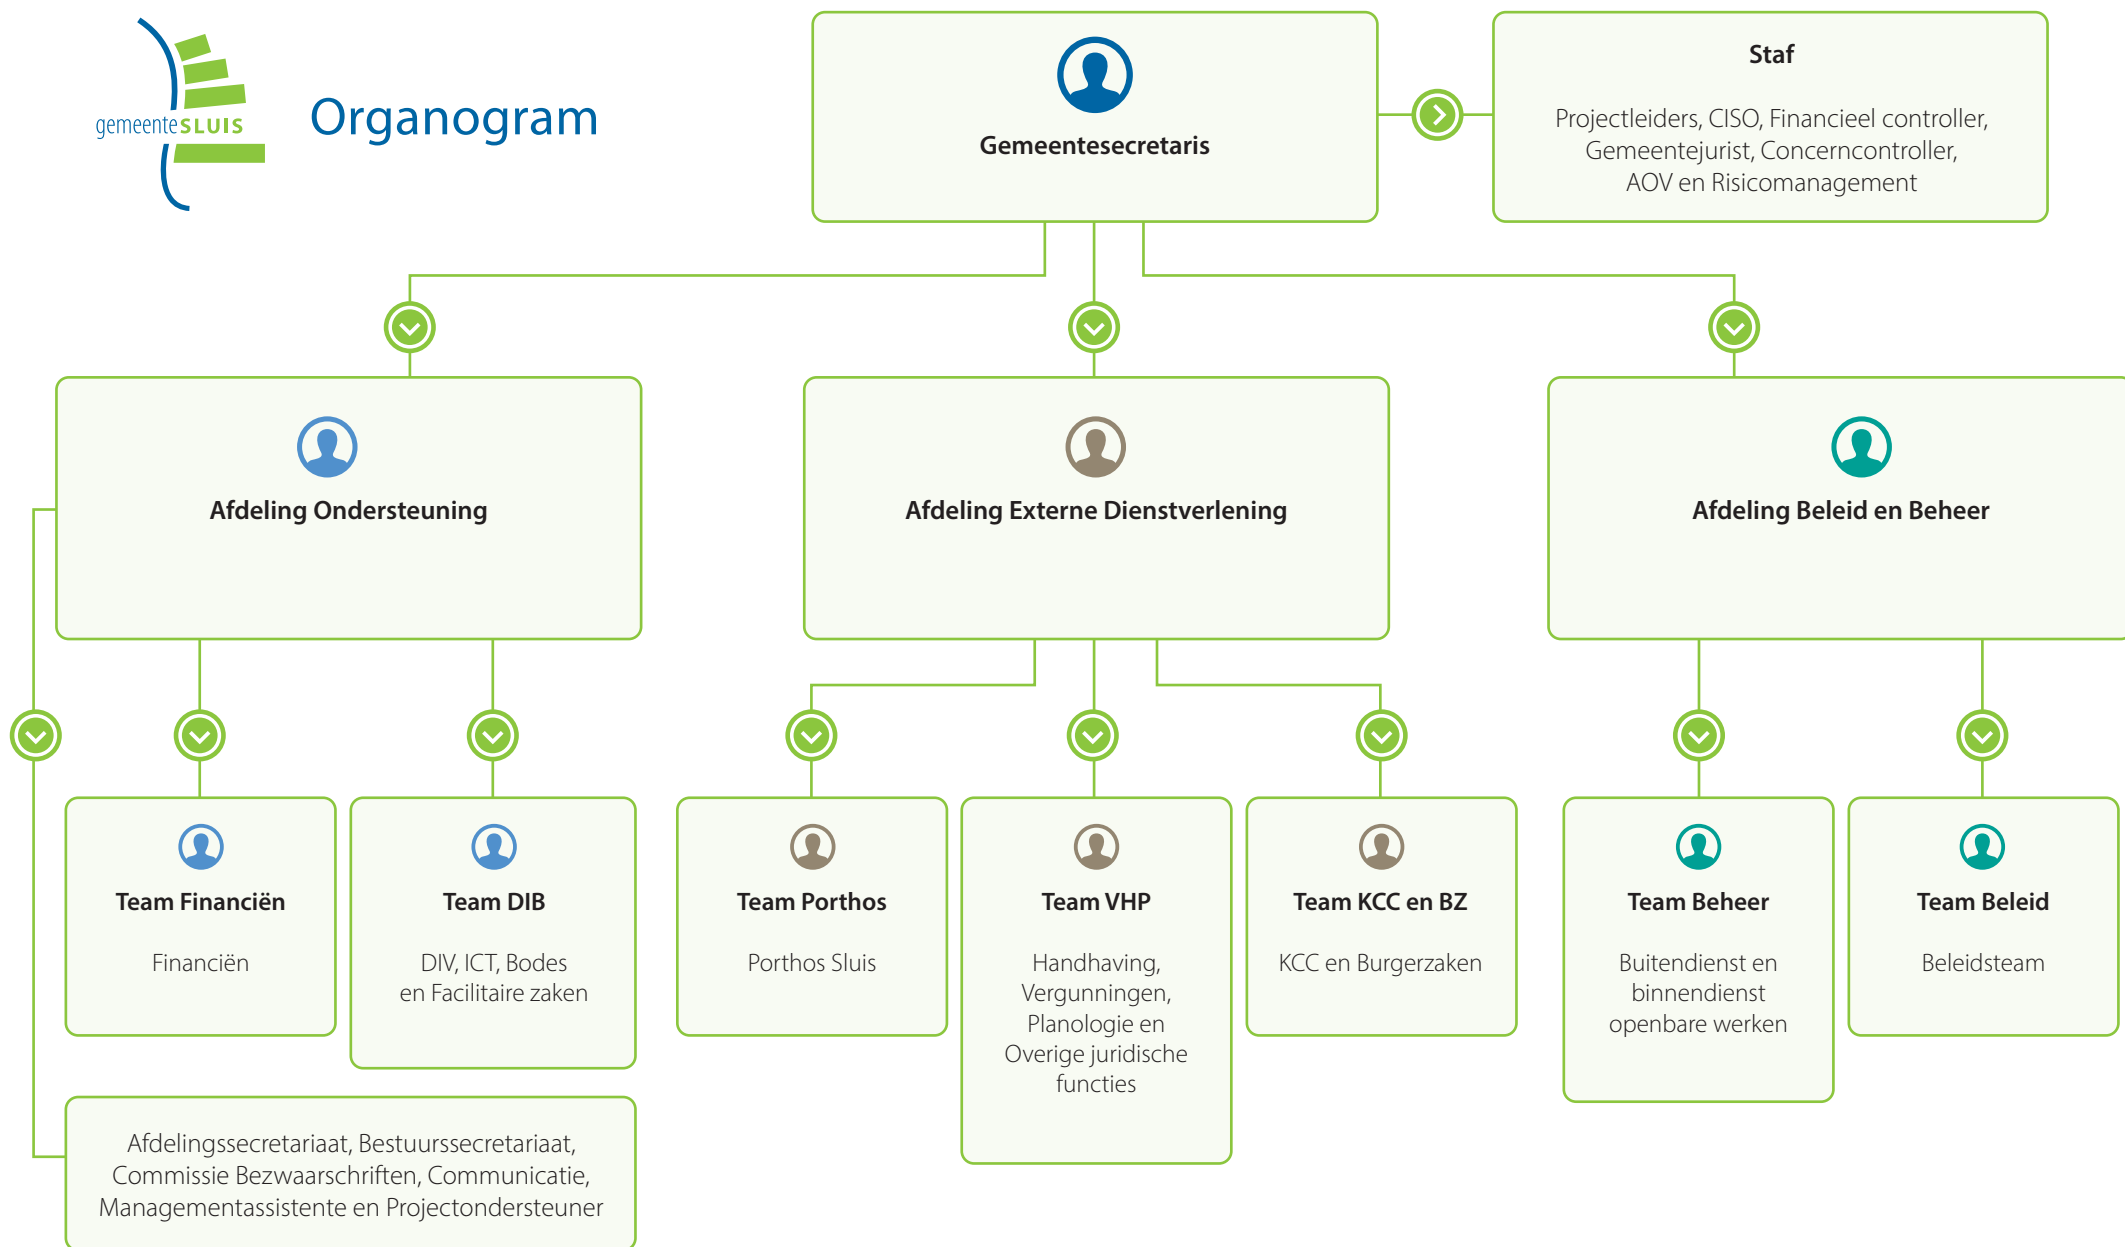 gemeenteSLUIS
Organogram
Gemeentesecretaris
Staf
Projectleiders, CISO, Financieel controller,
Gemeentejurist, Concerncontroller,
AOV en Risicomanagement
Afdeling Ondersteuning
Afdeling Externe Dienstverlening
Afdeling Beleid en Beheer
Team Financiën
Financiën
Team DIB
DIV, ICT, Bodes
en Facilitaire zaken
Team Porthos
Porthos Sluis
Team VHP
Handhaving,
Vergunningen,
Planologie en
Overige juridische
functies
Team KCC en BZ
KCC en Burgerzaken
Team Beheer
Buitendienst en
binnendienst
openbare werken
Team Beleid
Beleidsteam
Afdelingssecretariaat, Bestuurssecretariaat,
Commissie Bezwaarschriften, Communicatie,
Managementassistente en Projectondersteuner